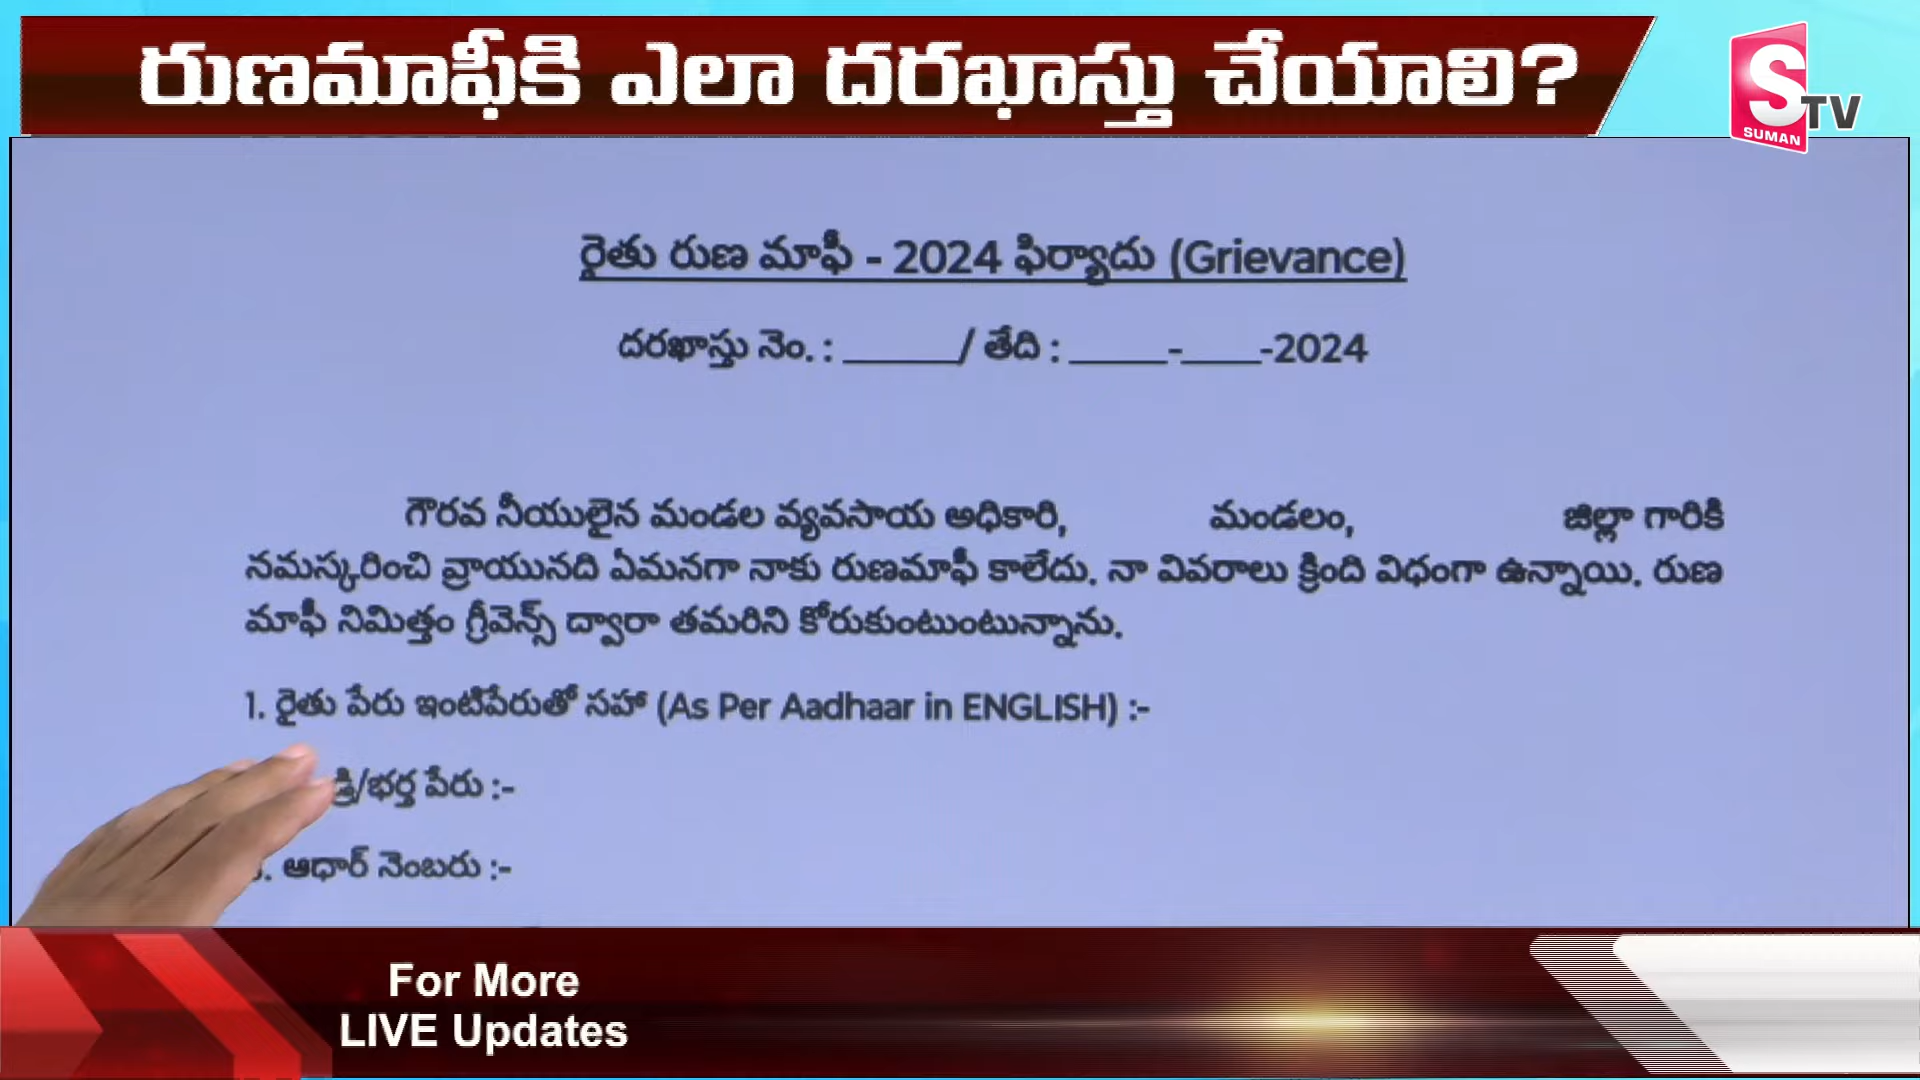 రుణమాఫీకి ఎలా దరఖాస్తు చేయాలి?
S TV
SUMAN
రైతు రుణ మాఫీ - 2024 ఫిర్యాదు (Grievance)
దరఖాస్తు నెం. : ______/ తేది : _____-____-2024
గౌరవ నీయులైన మండల వ్యవసాయ అధికారి, మండలం, జిల్లా గారికి
నమస్కరించి వ్రాయునది ఏమనగా నాకు రుణమాఫీ కాలేదు. నా వివరాలు క్రింది విధంగా ఉన్నాయి. రుణ
మాఫీ నిమిత్తం గ్రీవెన్స్ ద్వారా తమరిని కోరుకుంటుంటున్నాను.
1. రైతు పేరు ఇంటిపేరుతో సహా (As Per Aadhaar in ENGLISH) :-
/భర్త పేరు :-
ఆధార్ నెంబరు :-
For More
LIVE Updates